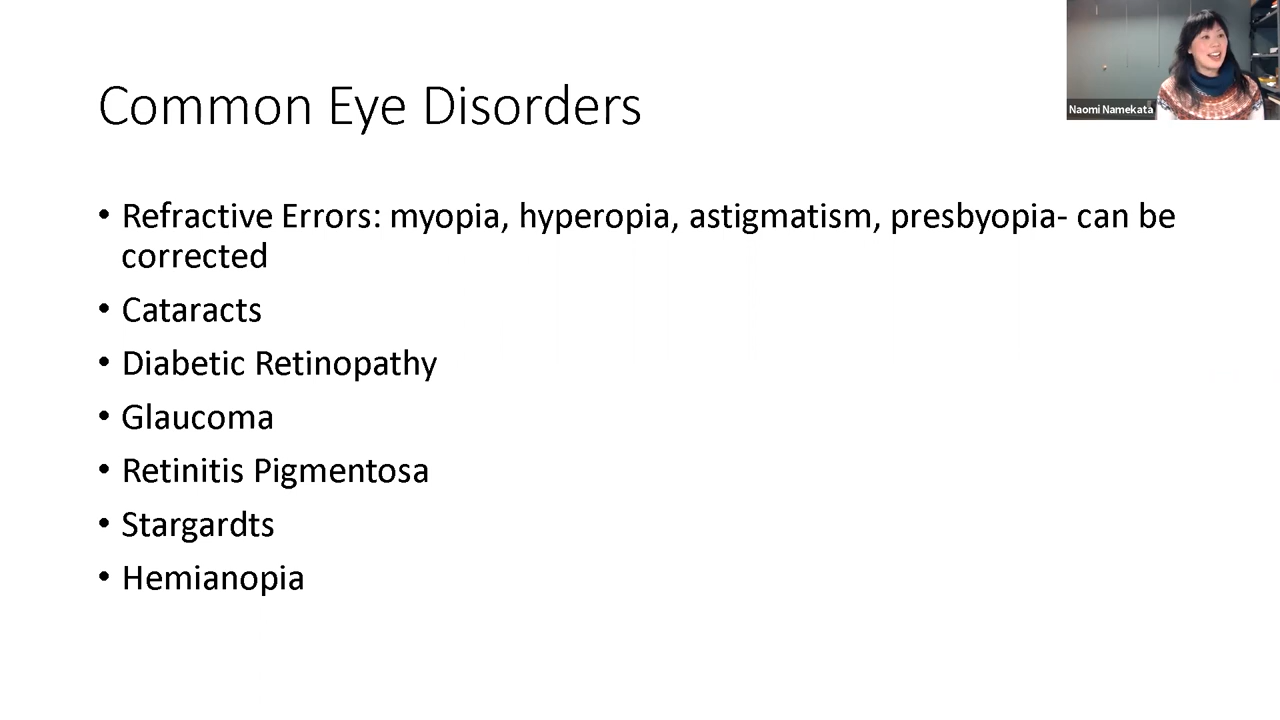 Common Eye Disorders
Naomi Namekata
• Refractive Errors: myopia, hyperopia, astigmatism, presbyopia- can be
corrected
• Cataracts
• Diabetic Retinopathy
• Glaucoma
• Retinitis Pigmentosa
• Stargardts
• Hemianopia